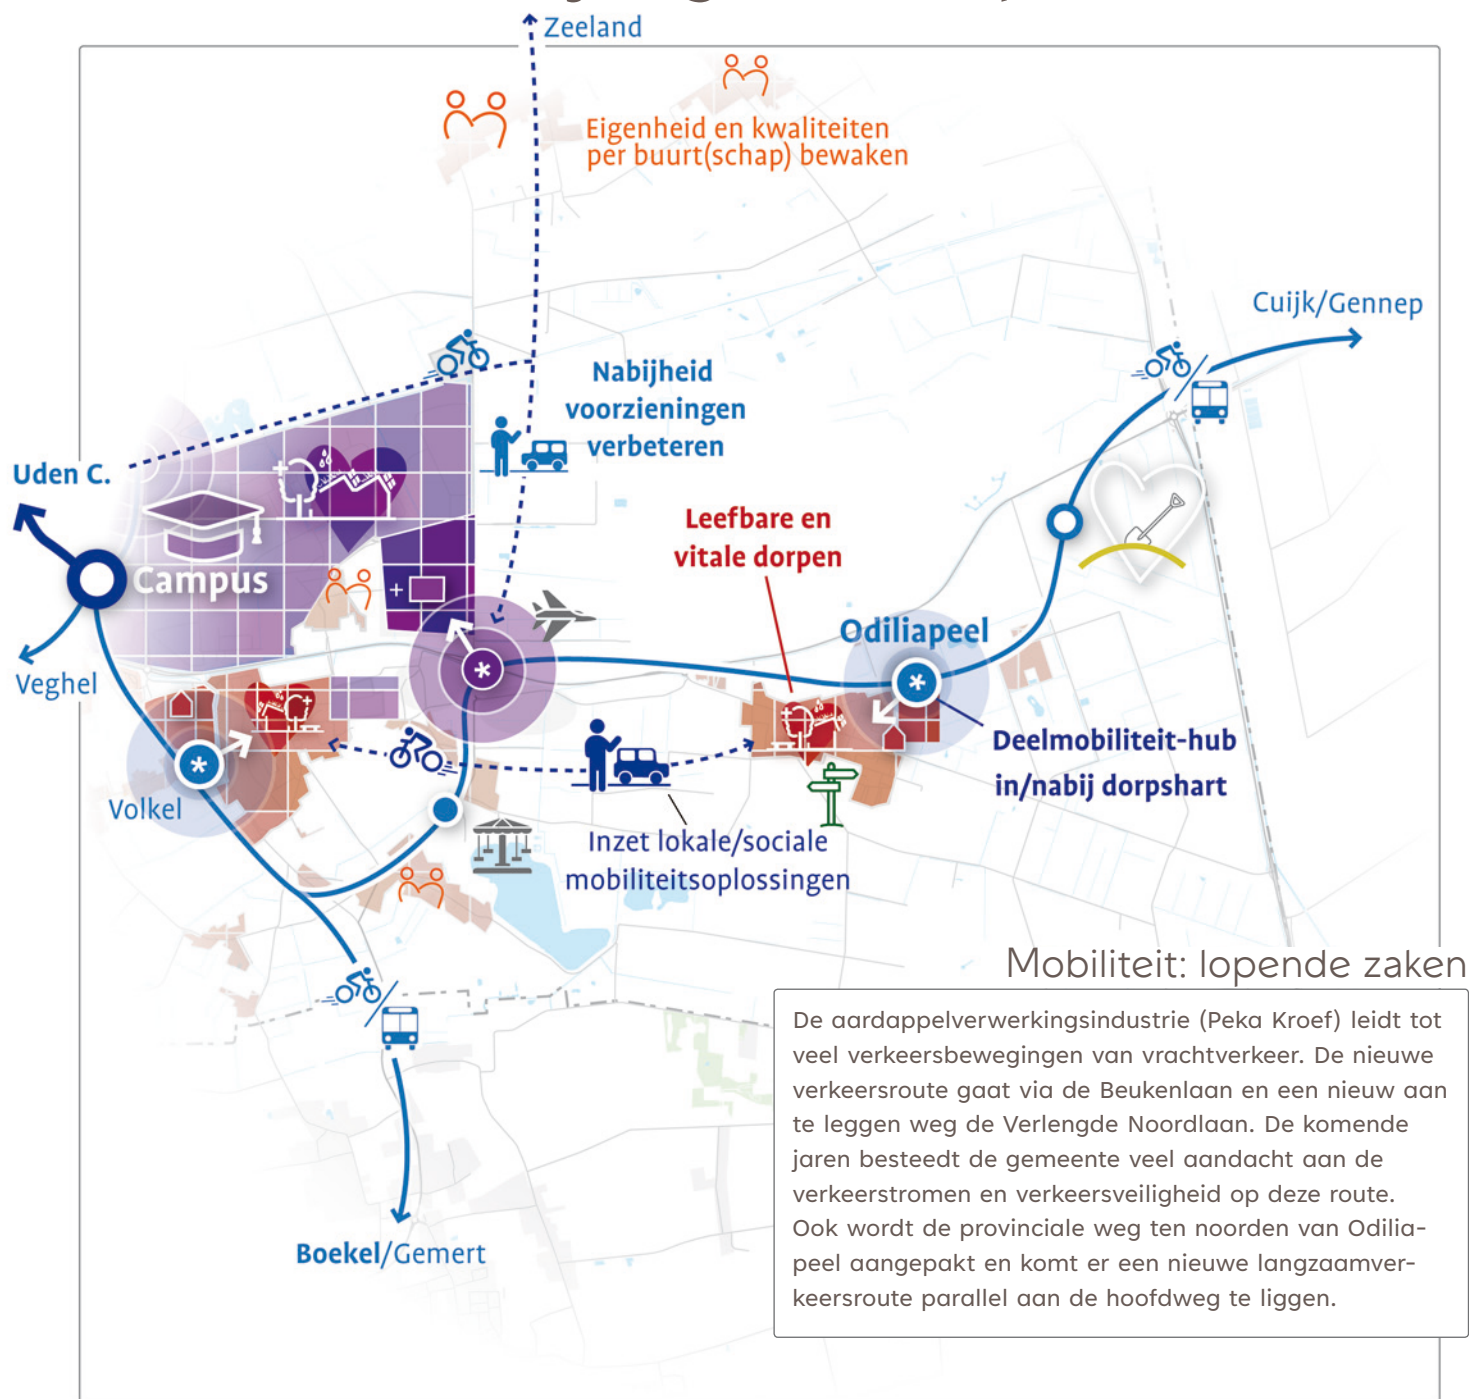 Zeeland
Eigenheid en kwaliteiten
per buurt(schap) bewaken
Cuijk/Gennep
Nabijheid
voorzieningen
verbeteren
Uden C.
Leefbare en
vitale dorpen
Campus
Odiliapeel
Veghel
Deelmobiliteit-hub
in/nabij dorpshart
Volkel
Inzet lokale/sociale
mobiliteitsoplossingen
Mobiliteit: lopende zaken
De aardappelverwerkingsindustrie (Peka Kroef) leidt tot
veel verkeersbewegingen van vrachtverkeer. De nieuwe
verkeersroute gaat via de Beukenlaan en een nieuw aan
te leggen weg de Verlengde Noordlaan. De komende
jaren besteedt de gemeente veel aandacht aan de
verkeerstromen en verkeersveiligheid op deze route.
Ook wordt de provinciale weg ten noorden van Odilia-
peel aangepakt en komt er een nieuwe langzaamver-
keersroute parallel aan de hoofdweg te liggen.
Boekel/Gemert